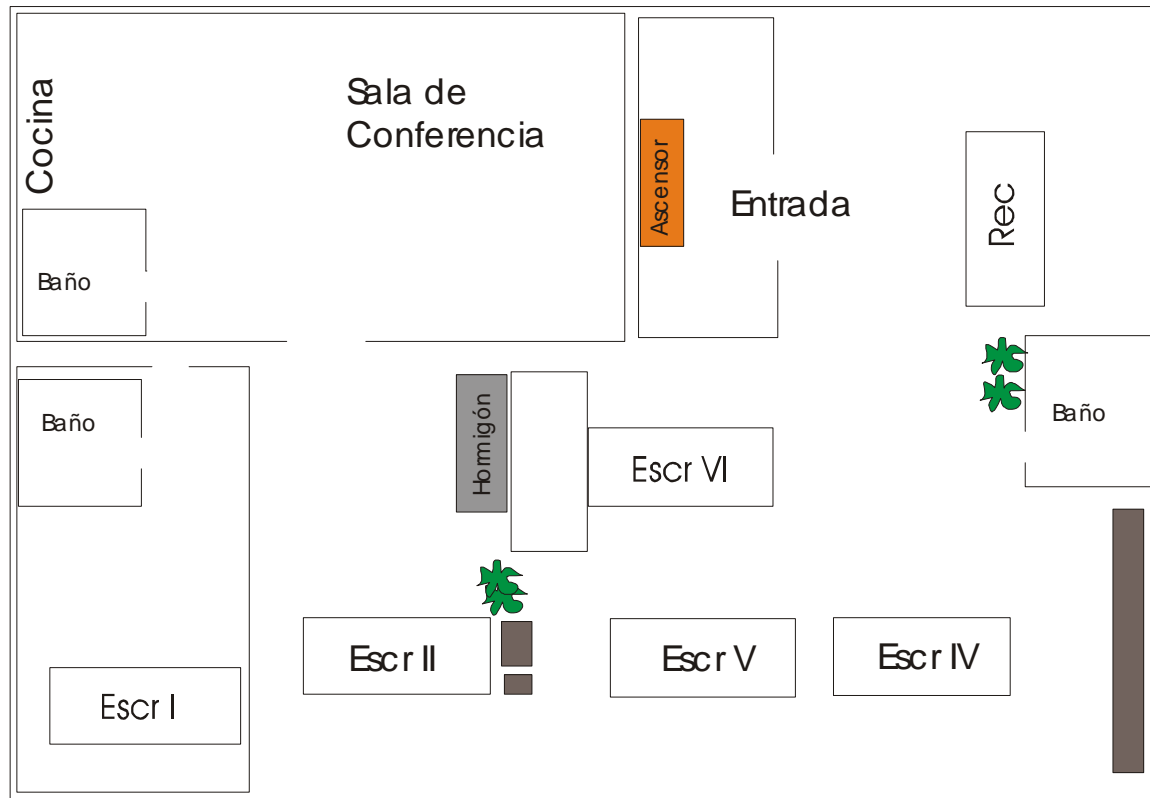 Cocina
Sala de
Conferencia
Ascensor
Entrada
Rec
Baño
Baño
Hormigón
Escr VI
Baño
Escr II
Escr V
Escr IV
Escr I